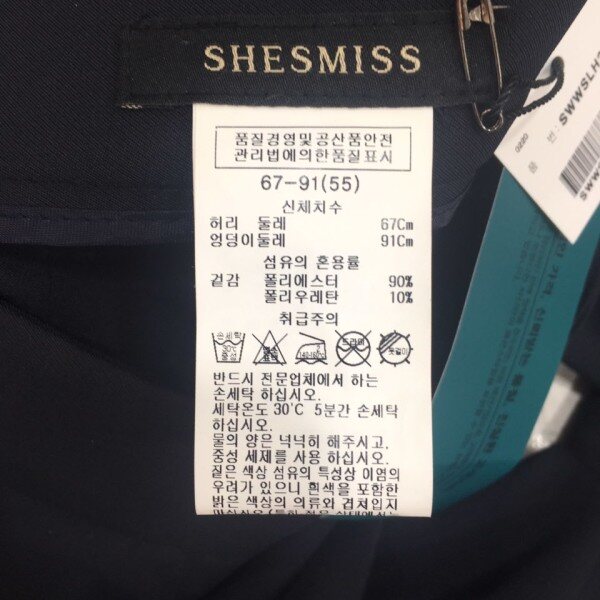 SHESMISS
품질경영및공산품안전
관리법에의한품질표시
67-91(55)
신체치수
허리 둘레 67Cm
엉덩이둘레 91Cm
섬유의 혼용률
겉감 폴리에스터 90%
폴리우레탄 10%
취급주의
손세탁
30℃
중성
반드시 전문업체에서 하는
손세탁 하십시오.
세탁온도30℃ 5분간 손세탁
하십시오.
물의 양은 넉넉히 해주시고.
중성 세제를 사용 하십시오.
짙은 색상 섬유의 특성상 이염의
우려가 있으니 흰색을 포함한
밝은 색상의 의류와 겹쳐입지
0220
품 번
SWWSLH